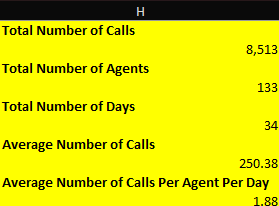 H
Total Number of Calls
8,513
Total Number of Agents
133
Total Number of Days
34
Average Number of Calls
250.38
Average Number of Calls Per Agent Per Day
1.88